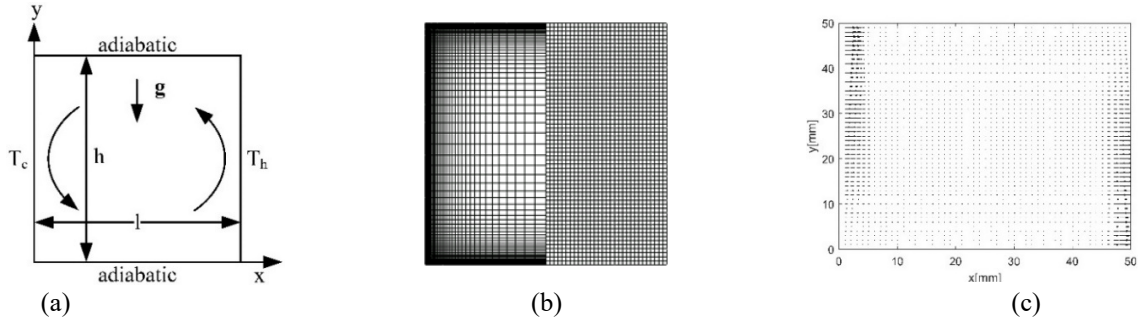 y
adiabatic
g
T_c h T_h
l
adiabatic x
(a)
(b)
50
40
30
20
10
0
y[mm]
0 10 20 30 40 50
x[mm]
(c)